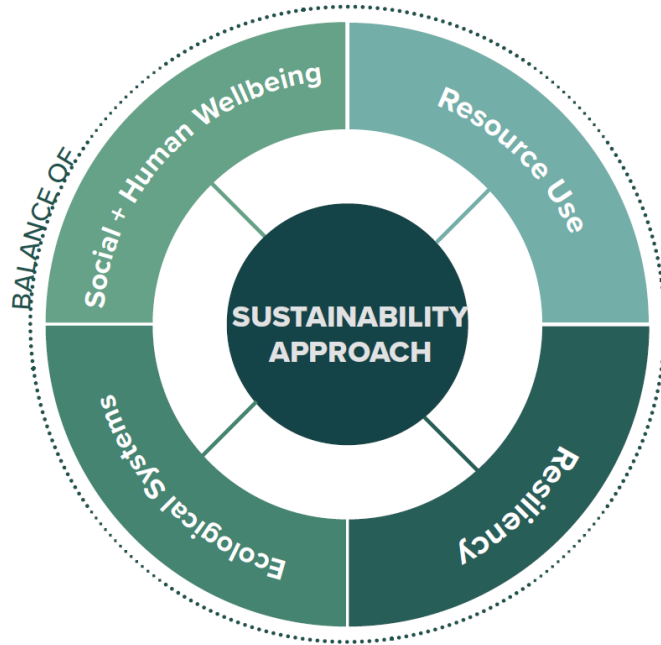 BALANCE OF
Social + Human Wellbeing
Resource Use
SUSTAINABILITY
APPROACH
Ecological Systems
Resiliency